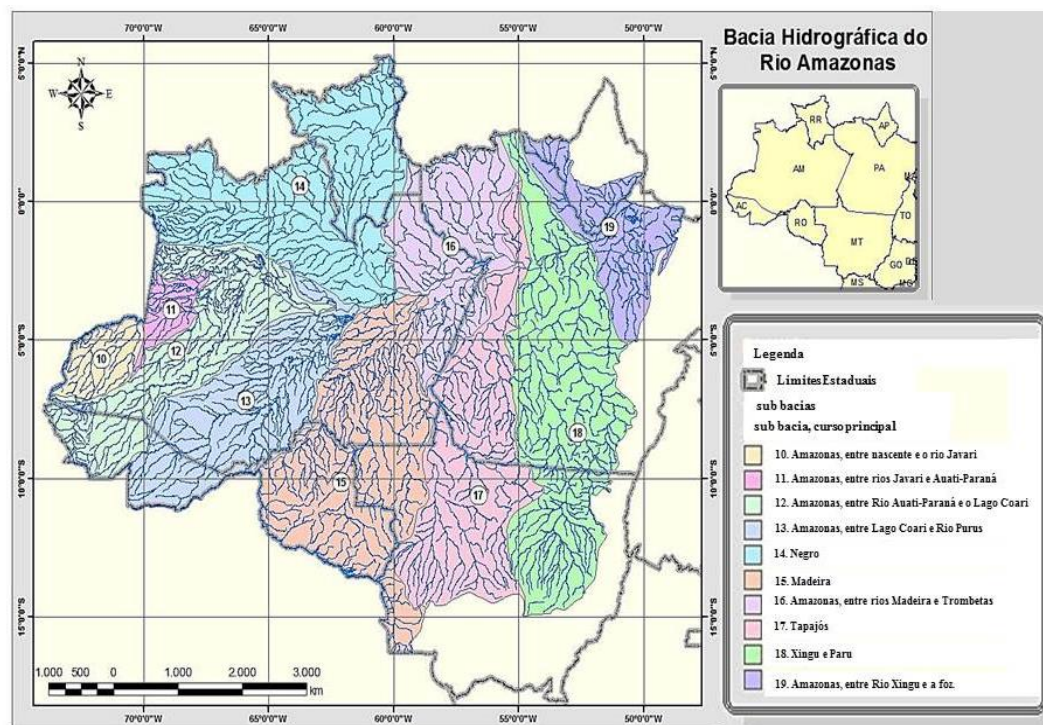 70°0'0"W 65°0'0"W 60°0'0"W 55°0'0"W 50°0'0"W
N
W E
S
14
19
16
11
12
10
13
18
15
17
1.000 500 0 1.000 2.000 3.000
km
70°0'0"W 65°0'0"W 60°0'0"W 55°0'0"W 50°0'0"W
Bacia Hidrográfica do
Rio Amazonas
RR
AP
AM
PA
AC
RO
TO
MT
GO
MS
MG
Legenda
Limites Estaduais
sub bacias
sub bacia, curso principal
10. Amazonas, entre nascente e o rio Javari
11. Amazonas, entre rios Javari e Auati-Paraná
12. Amazonas, entre Rio Auati-Paraná e o Lago Coari
13. Amazonas, entre Lago Coari e Rio Purus
14. Negro
15. Madeira
16. Amazonas, entre rios Madeira e Trombetas
17. Tapajós
18. Xingu e Paru
19. Amazonas, entre Rio Xingu e a foz.